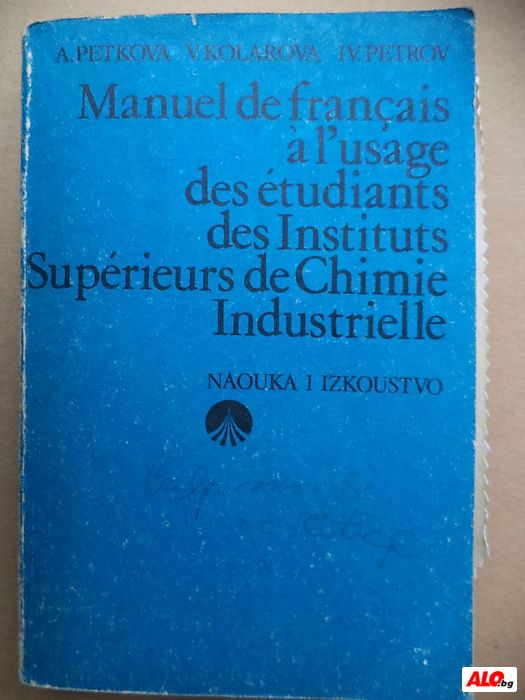 A. PETKOVA V. KOLAROVA IV. PETROV
Manuel de français
à l'usage
des étudiants
des Instituts
Supérieurs de Chimie
Industrielle
NAOUKA I IZKOUSTVO
ALO.bg